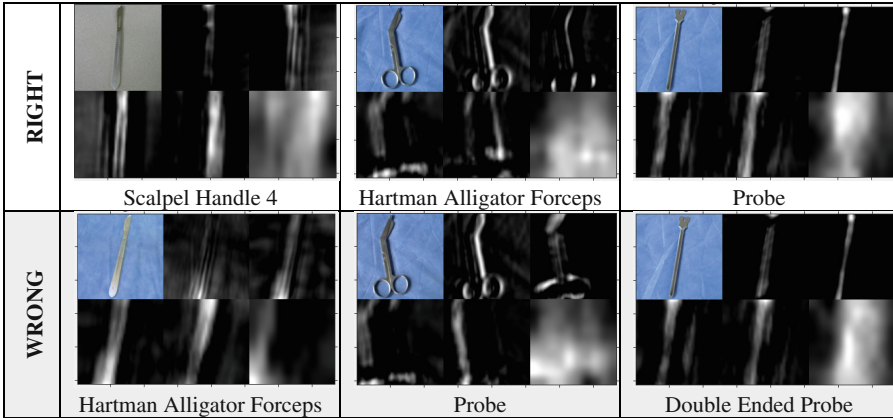 RIGHT
Scalpel Handle 4
Hartman Alligator Forceps
Probe
WRONG
Hartman Alligator Forceps
Probe
Double Ended Probe